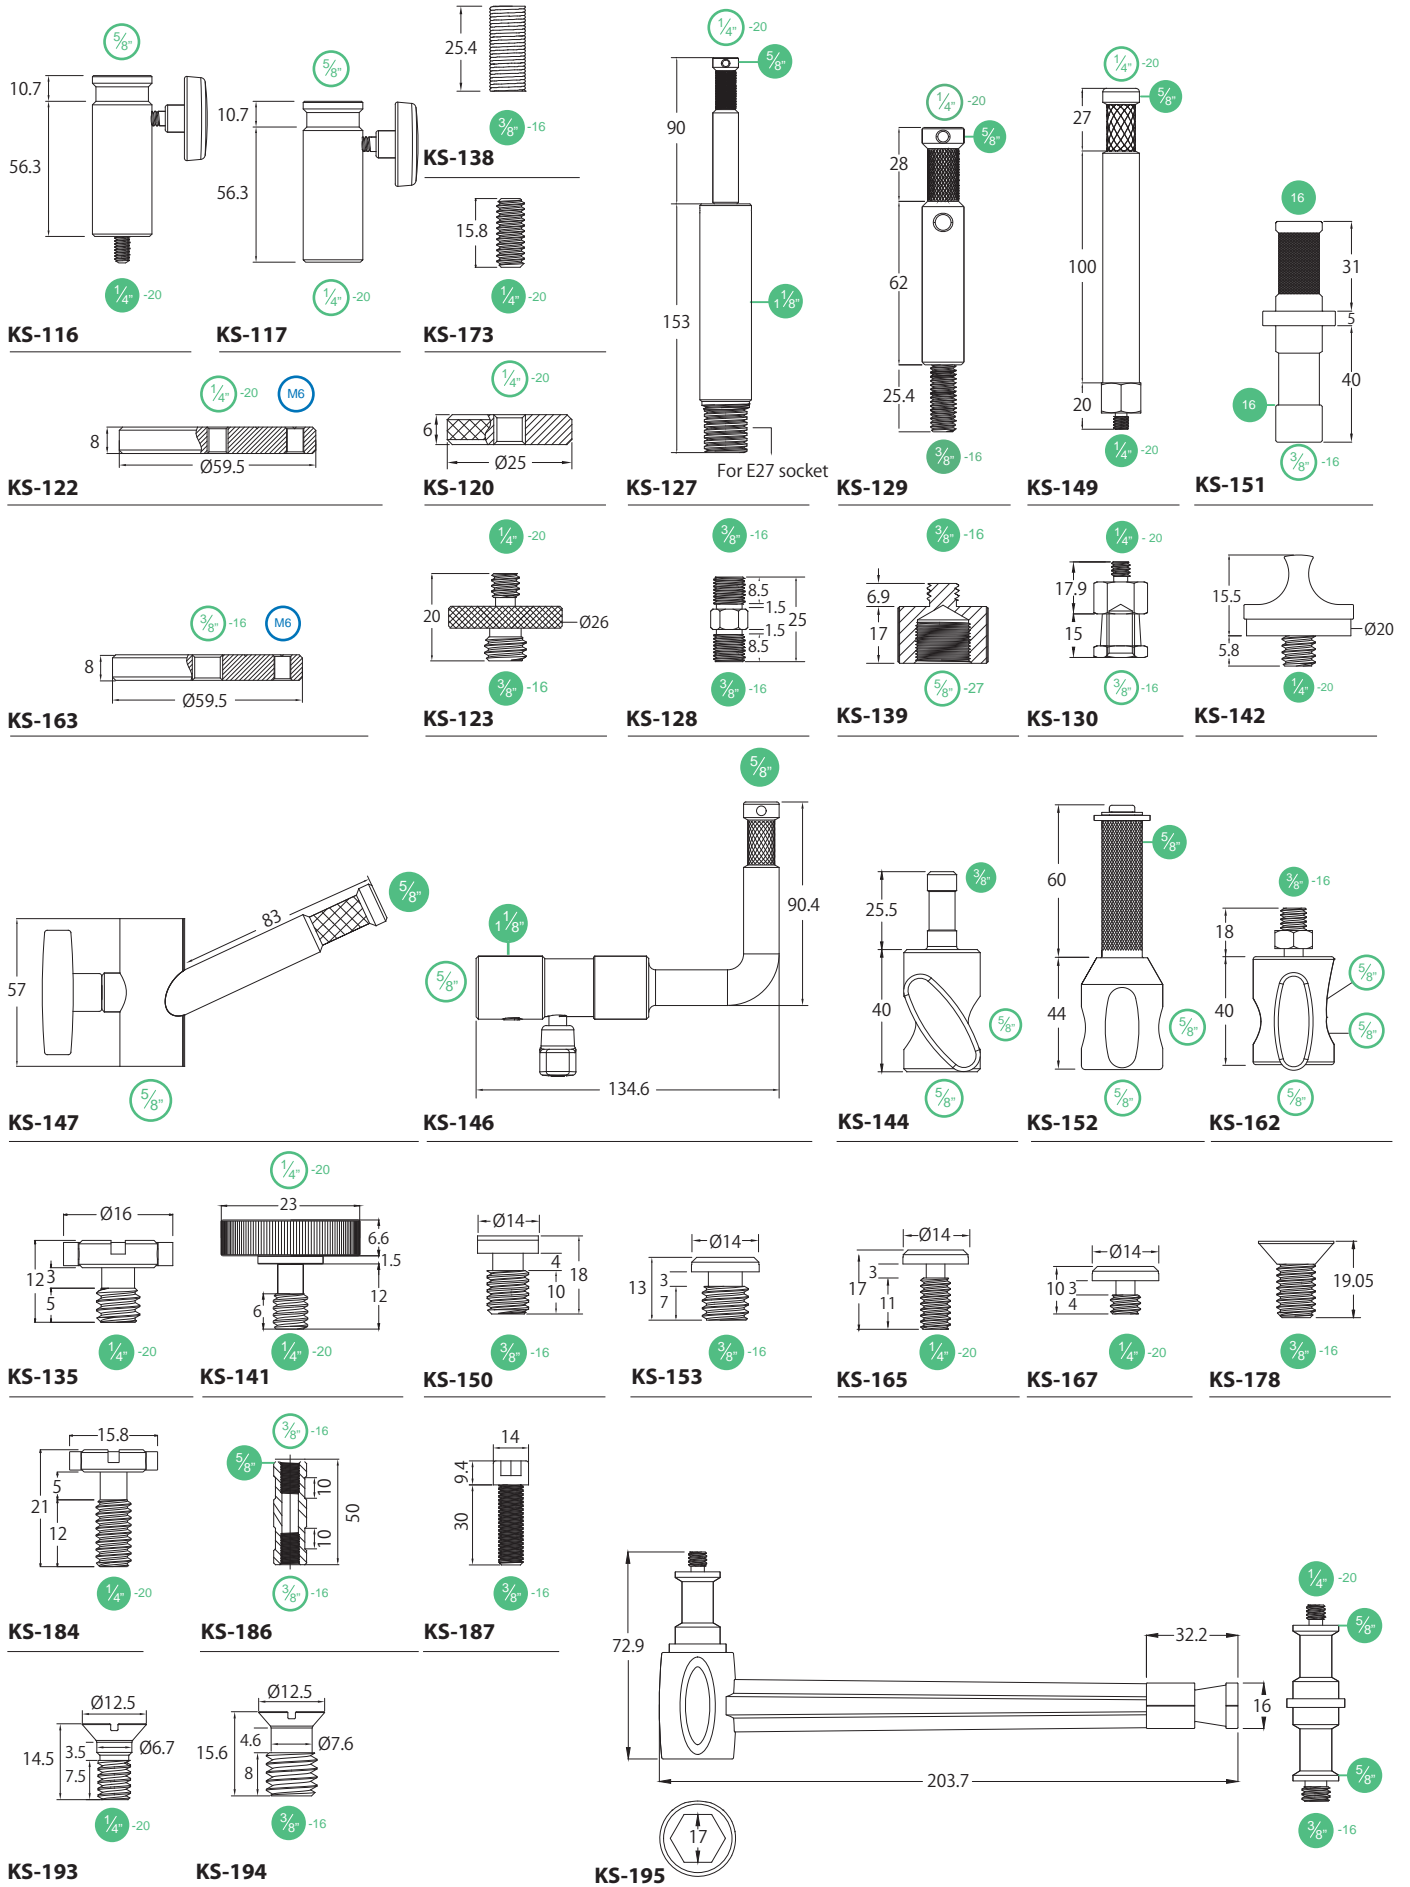 5/8"
10.7
56.3
1/4" -20
KS-116
5/8"
10.7
56.3
1/4" -20
KS-117
25.4
3/8" -16
KS-138
15.8
1/4" -20
KS-173
1/4" -20
5/8"
90
153
1 1/8"
For E27 socket
KS-127
1/4" -20
5/8"
28
62
25.4
3/8" -16
KS-129
1/4" -20
5/8"
27
100
20
1/4" -20
KS-149
16
31
5
40
16
3/8" -16
KS-151
1/4" -20 M6
8
Ø59.5
KS-122
1/4" -20
6
Ø25
KS-120
3/8" -16 M6
8
Ø59.5
KS-163
1/4" -20
20
Ø26
3/8" -16
KS-123
3/8" -16
8.5
1.5
25
1.5
8.5
3/8" -16
KS-128
3/8" -16
6.9
17
5/8" -27
KS-139
1/4" - 20
17.9
15
3/8" -16
KS-130
15.5
Ø20
5.8
1/4" -20
KS-142
83
5/8"
57
5/8"
KS-147
5/8"
90.4
1 1/8"
5/8"
134.6
KS-146
3/8"
25.5
40
5/8"
5/8"
KS-144
5/8"
60
44
5/8"
5/8"
KS-152
3/8" -16
18
40
5/8"
5/8"
5/8"
KS-162
Ø16
12
3
5
1/4" -20
KS-135
1/4" -20
23
6.6
1.5
12
6
1/4" -20
KS-141
Ø14
4
18
10
3/8" -16
KS-150
Ø14
13
3
7
3/8" -16
KS-153
Ø14
3
17
11
1/4" -20
KS-165
Ø14
10
3
4
1/4" -20
KS-167
19.05
3/8" -16
KS-178
15.8
5
21
12
1/4" -20
KS-184
3/8" -16
5/8"
10
50
10
3/8" -16
KS-186
14
9.4
30
3/8" -16
KS-187
Ø12.5
14.5
3.5
Ø6.7
7.5
1/4" -20
KS-193
Ø12.5
15.6
4.6
Ø7.6
8
3/8" -16
KS-194
72.9
32.2
16
203.7
17
KS-195
1/4" -20
5/8"
5/8"
3/8" -16